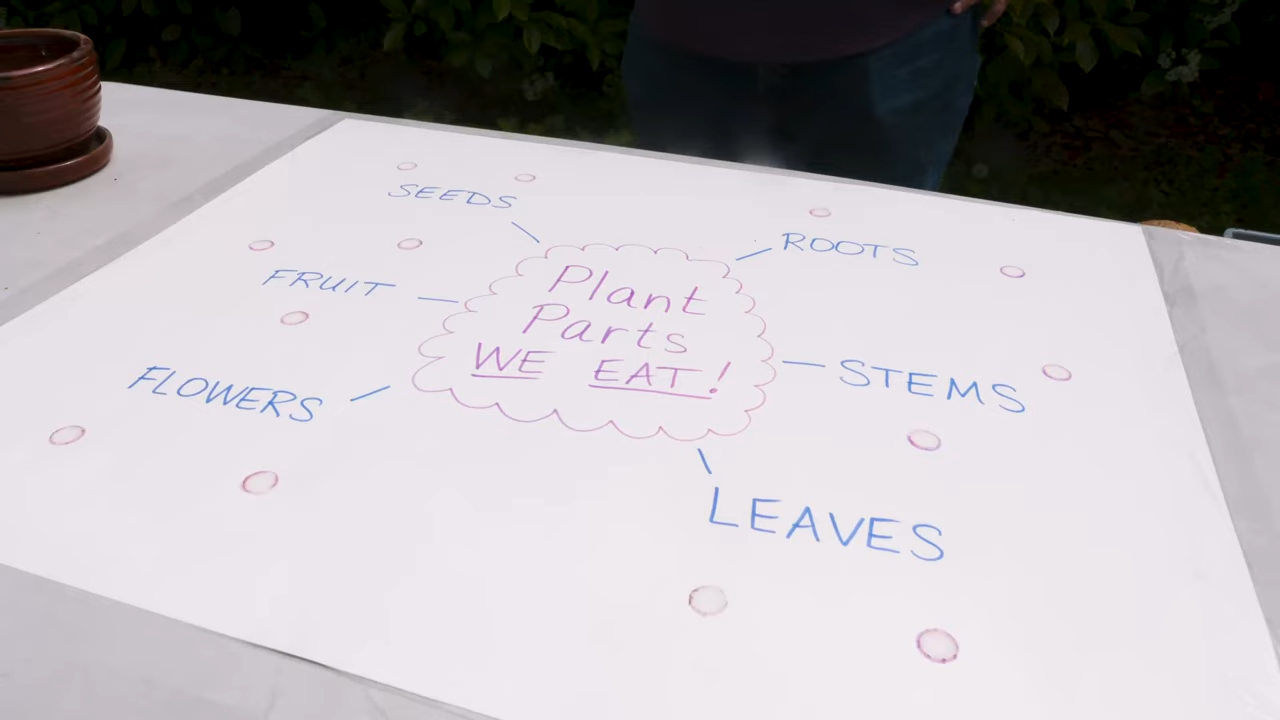 SEEDS
ROOTS
FRUIT
Plant
Parts
WE EAT!
STEMS
FLOWERS
LEAVES